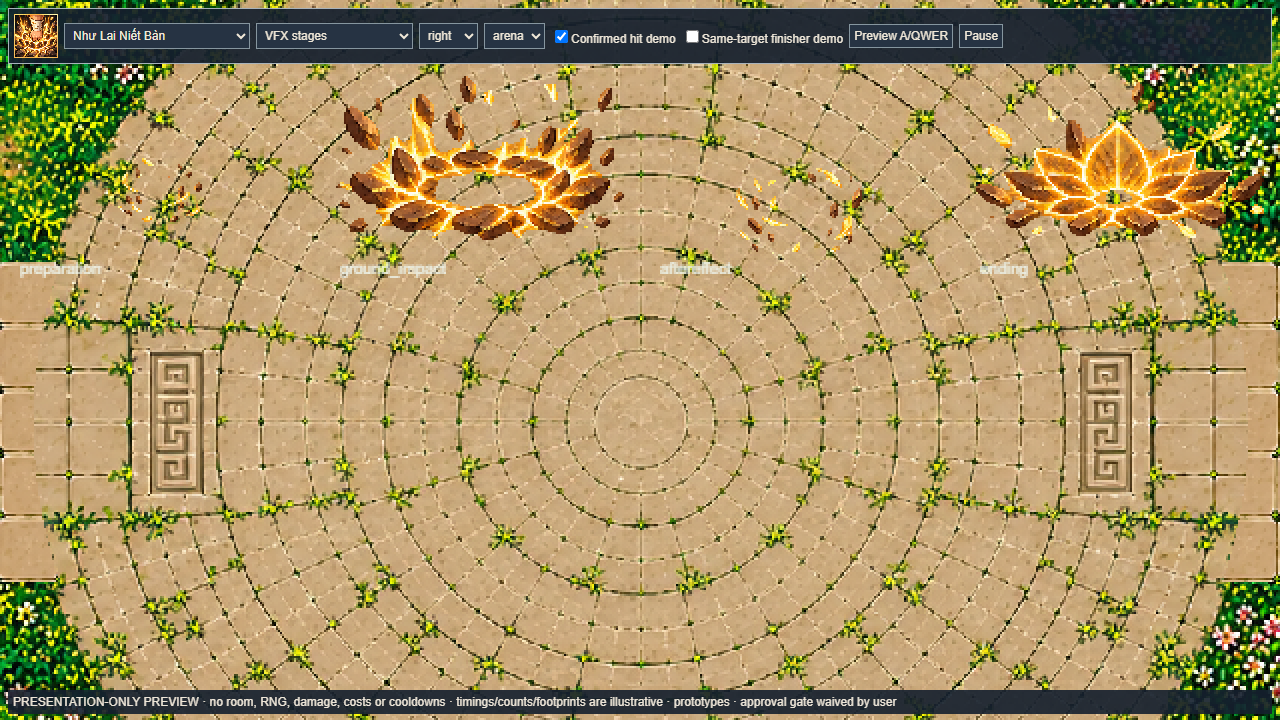 Như Lai Niết Bàn VFX stages right arena Confirmed hit demo Same-target finisher demo Preview A/QWER Pause
preparation ground_impact aftereffect landing
PRESENTATION-ONLY PREVIEW · no room, RNG, damage, costs or cooldowns · timings/counts/footprints are illustrative · prototypes · approval gate waived by user